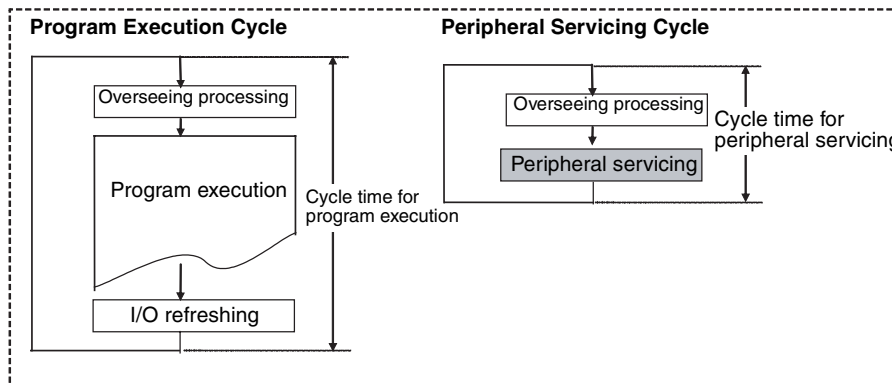 Program Execution Cycle
Overseeing processing
Program execution
I/O refreshing
Cycle time for
program execution
Peripheral Servicing Cycle
Overseeing processing
Peripheral servicing
Cycle time for
peripheral servicing